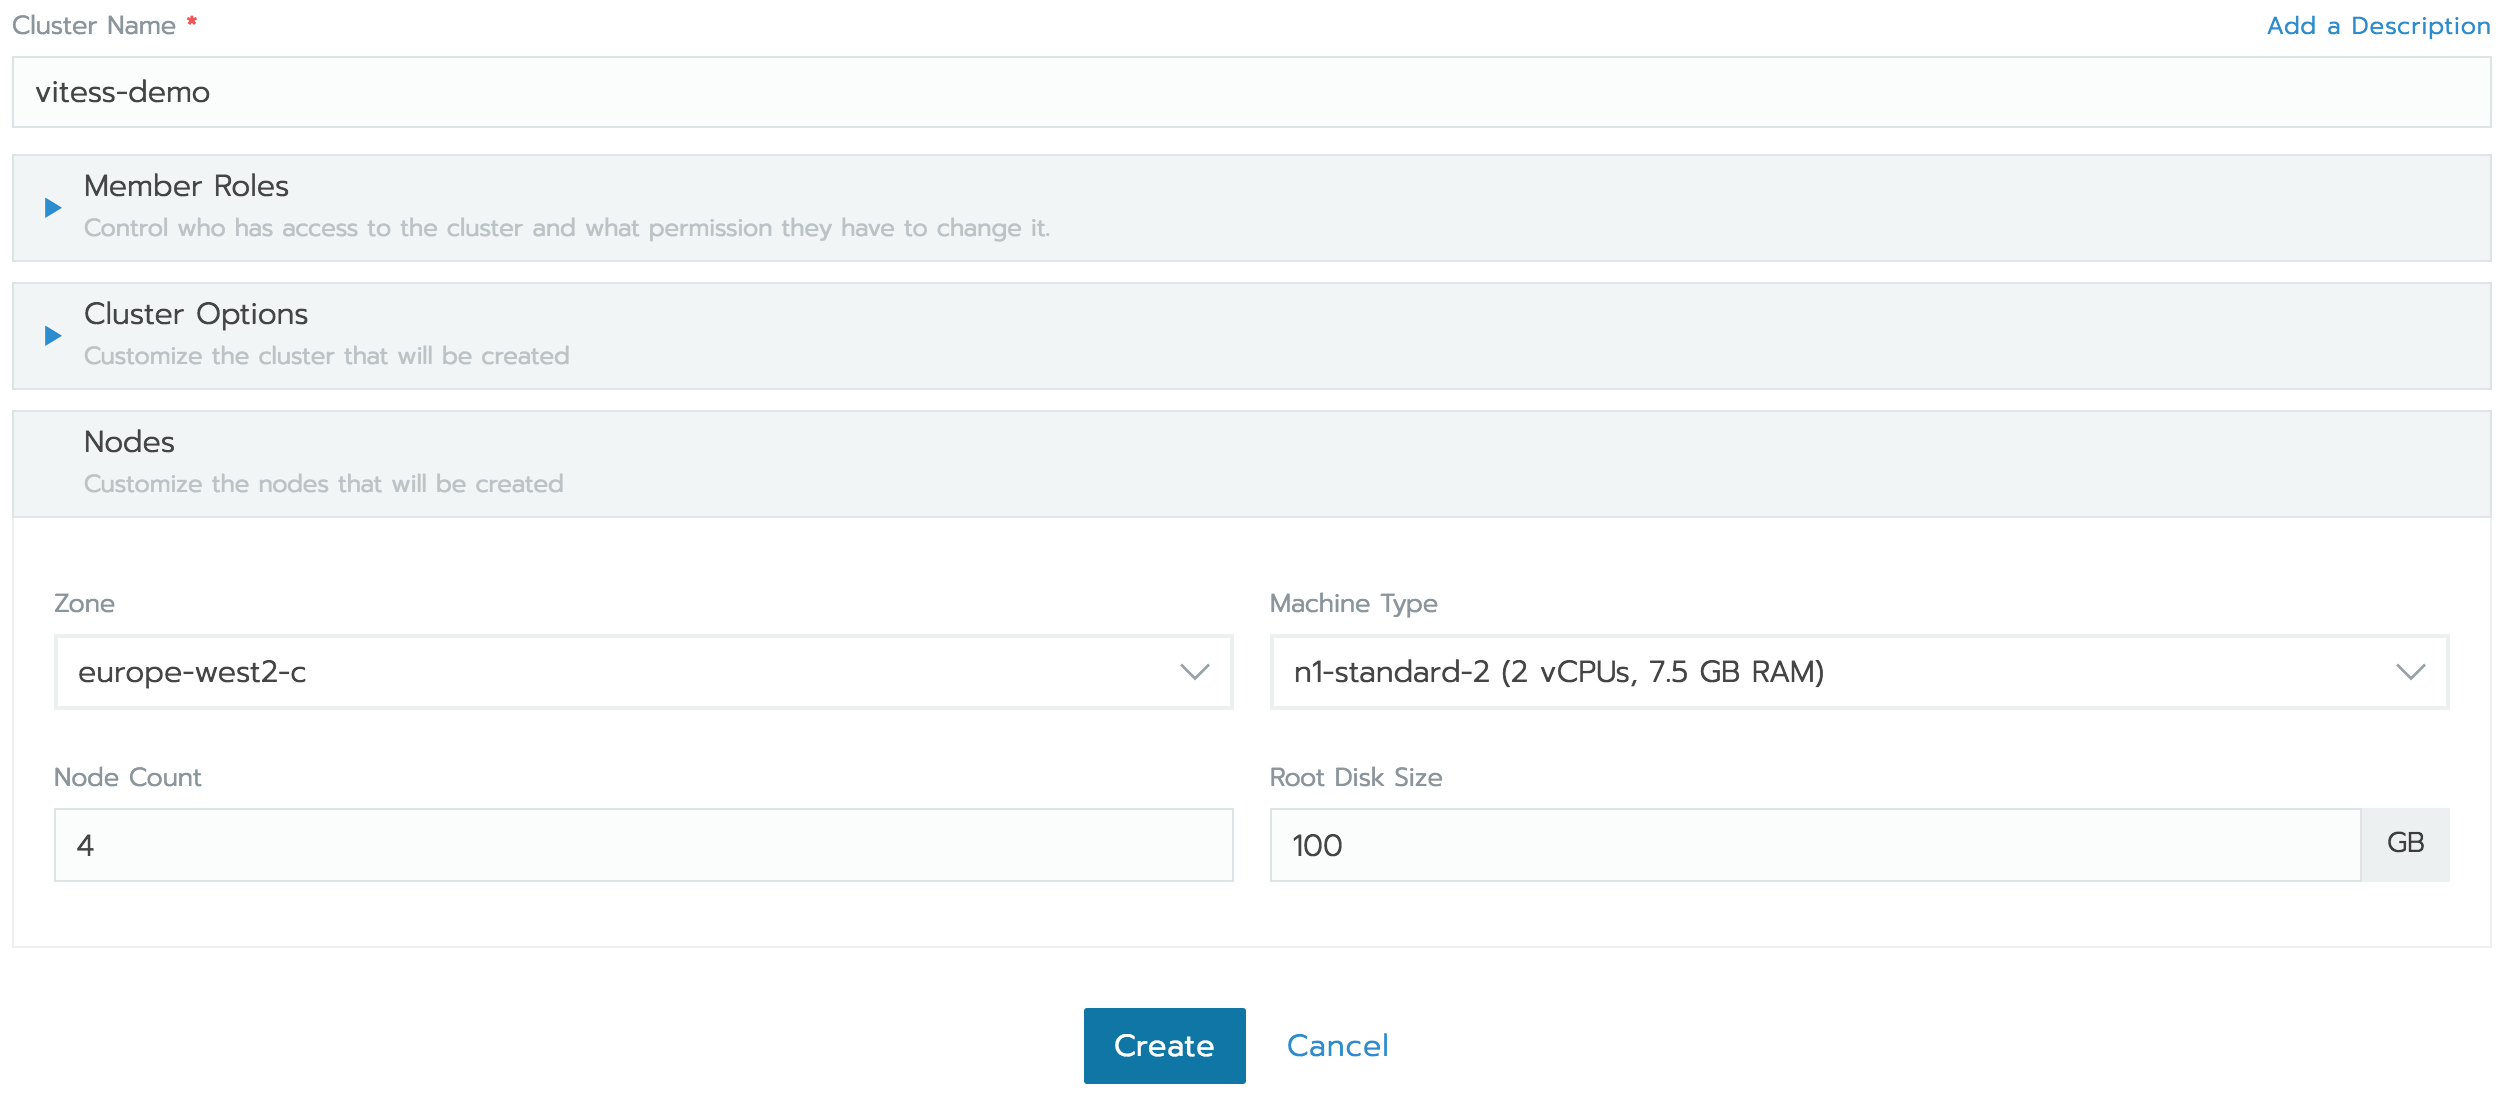 Cluster Name *
Add a Description
vitess-demo
Member Roles
Control who has access to the cluster and what permission they have to change it.
Cluster Options
Customize the cluster that will be created
Nodes
Customize the nodes that will be created
Zone
Machine Type
europe-west2-c
n1-standard-2 (2 vCPUs, 7.5 GB RAM)
Node Count
Root Disk Size
4
100
GB
Create
Cancel